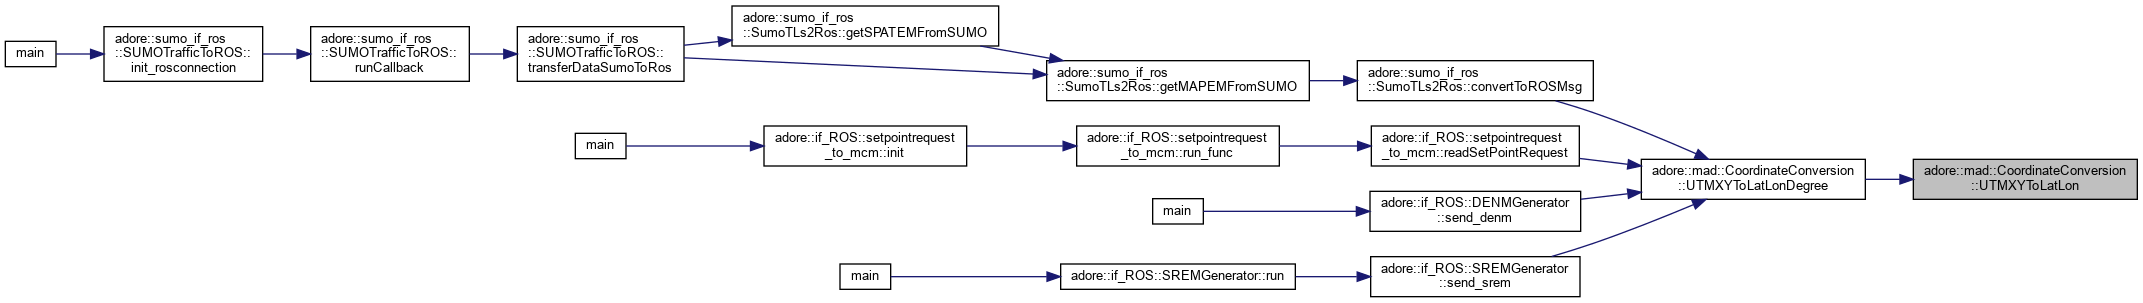 main
adore::sumo_if_ros
::SUMOTrafficToROS::
init_rosconnection
adore::sumo_if_ros
::SUMOTrafficToROS::
runCallback
adore::sumo_if_ros
::SUMOTrafficToROS::
transferDataSumoToRos
adore::sumo_if_ros
::SumoTLs2Ros::getSPATEMFromSUMO
adore::sumo_if_ros
::SumoTLs2Ros::getMAPEMFromSUMO
adore::sumo_if_ros
::SumoTLs2Ros::convertToROSMsg
main
adore::if_ROS::setpointrequest
_to_mcm::init
adore::if_ROS::setpointrequest
_to_mcm::run_func
adore::if_ROS::setpointrequest
_to_mcm::readSetPointRequest
adore::mad::CoordinateConversion
::UTMXYToLatLonDegree
adore::mad::CoordinateConversion
::UTMXYToLatLon
main
adore::if_ROS::DENMGenerator
::send_denm
main
adore::if_ROS::SREMGenerator::run
adore::if_ROS::SREMGenerator
::send_srem